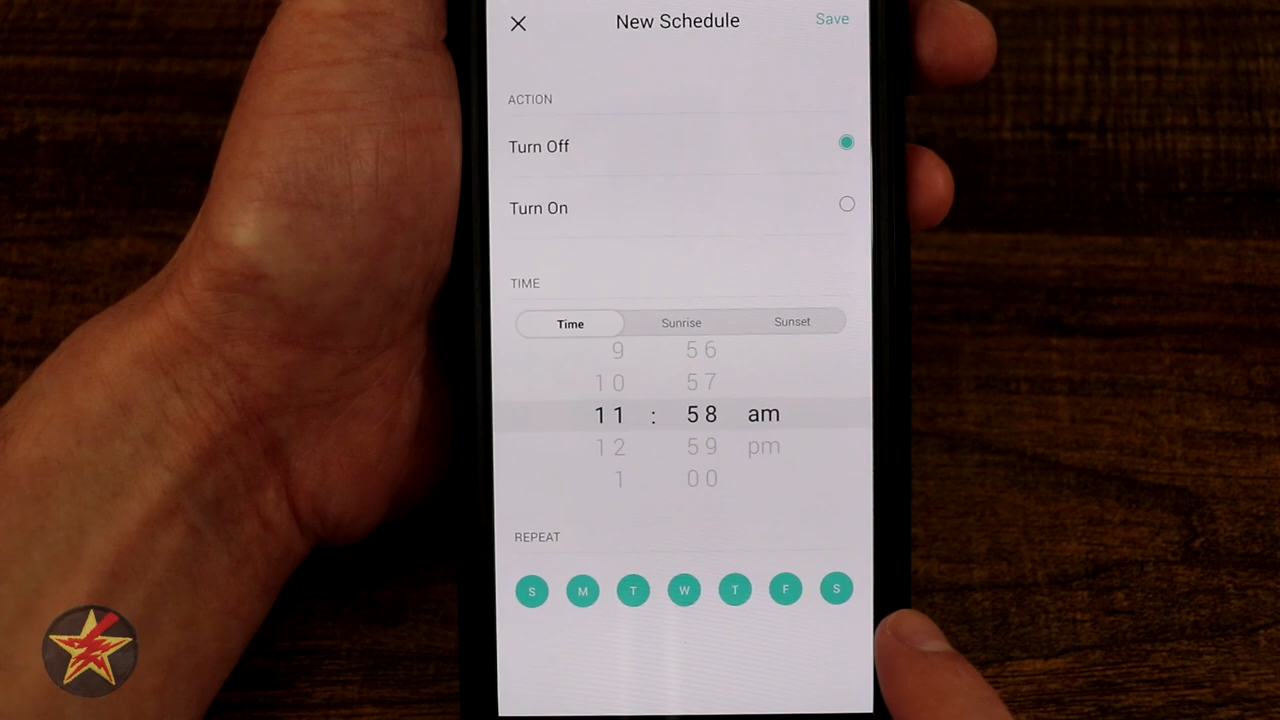 New Schedule
Save
ACTION
Turn Off
Turn On
TIME
Time Sunrise Sunset
9 56
10 57
11 : 58 am
12 59 pm
1 00
REPEAT
S M T W T F S